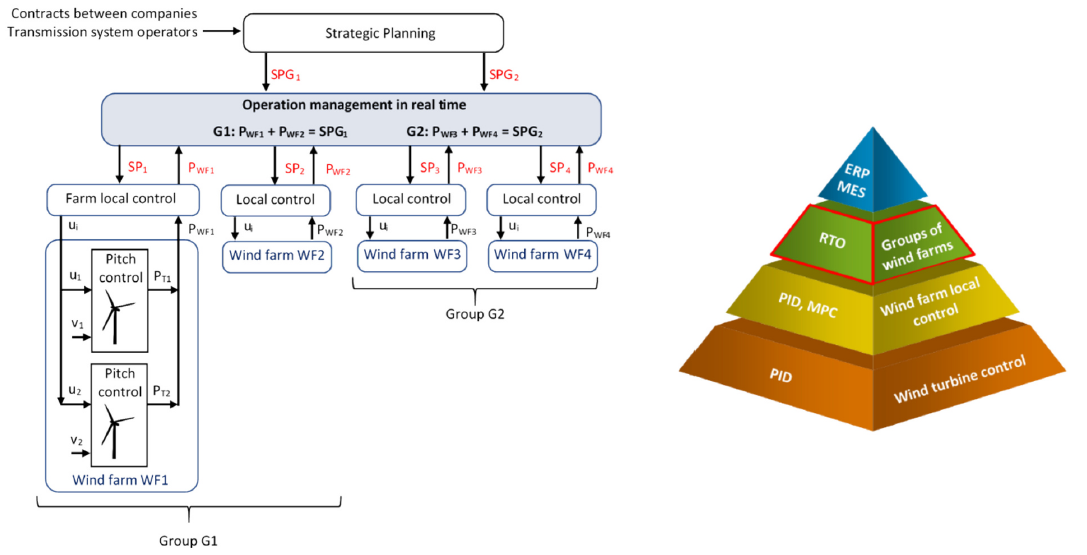 Contracts between companies
Transmission system operators
Strategic Planning
SPG1
SPG2
Operation management in real time
G1: PWF1 + PWF2 = SPG1
G2: PWF3 + PWF4 = SPG2
SP1
PWF1
SP2
PWF2
SP3
PWF3
SP4
PWF4
Farm local control
Local control
Local control
Local control
ui
PWF1
ui
PWF2
ui
PWF3
ui
PWF4
Wind farm WF2
Wind farm WF3
Wind farm WF4
Pitch
control
u1
uT1
v1
Group G2
Pitch
control
u2
PT2
v2
Wind farm WF1
Group G1
ERP
MES
RTO
Groups of
wind farms
PID, MPC
Wind farm local
control
PID
Wind turbine control